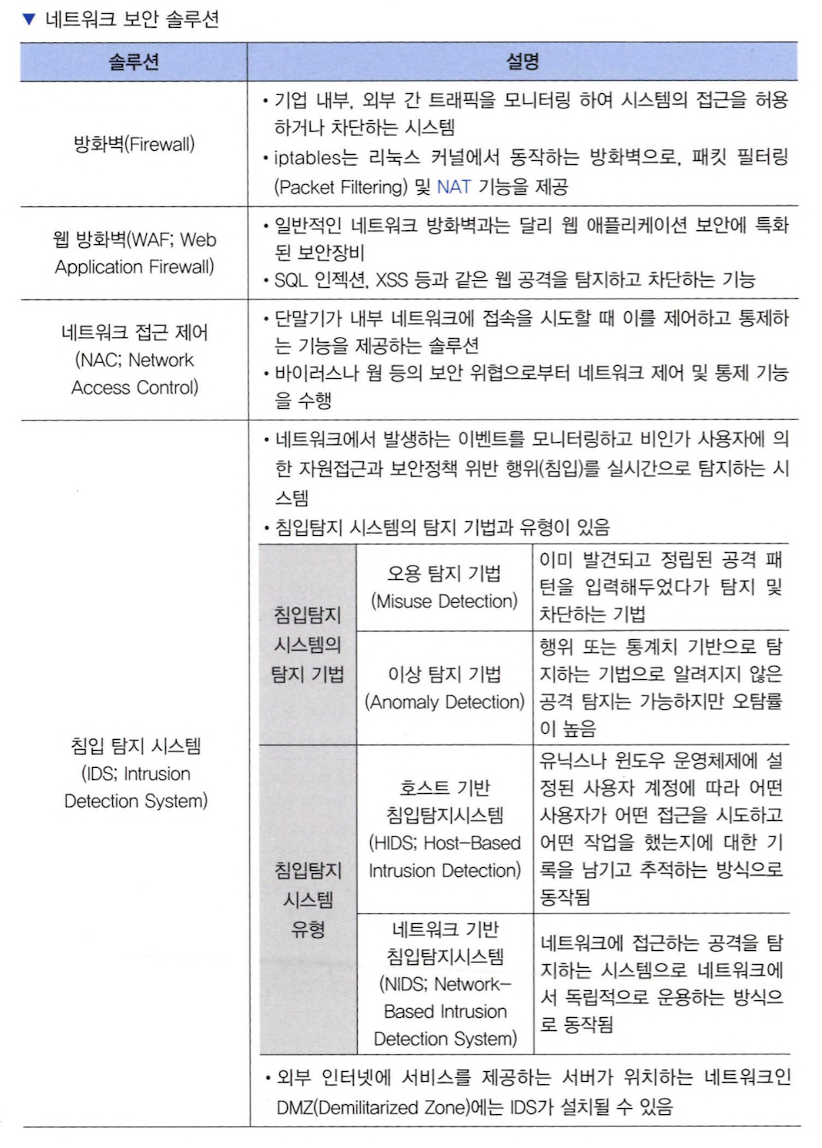 ▼ 네트워크 보안 솔루션
솔루션
설명
방화벽(Firewall)
• 기업 내부, 외부 간 트래픽을 모니터링 하여 시스템의 접근을 허용
하거나 차단하는 시스템
• iptables는 리눅스 커널에서 동작하는 방화벽으로, 패킷 필터링
(Packet Filtering) 및 NAT 기능을 제공
웹 방화벽(WAF; Web
Application Firewall)
• 일반적인 네트워크 방화벽과는 달리 웹 애플리케이션 보안에 특화
된 보안장비
• SQL 인젝션, XSS 등과 같은 웹 공격을 탐지하고 차단하는 기능
네트워크 접근 제어
(NAC; Network
Access Control)
• 단말기가 내부 네트워크에 접속을 시도할 때 이를 제어하고 통제하
는 기능을 제공하는 솔루션
• 바이러스나 웜 등의 보안 위협으로부터 네트워크 제어 및 통제 기능
을 수행
침입 탐지 시스템
(IDS; Intrusion
Detection System)
• 네트워크에서 발생하는 이벤트를 모니터링하고 비인가 사용자에 의
한 자원접근과 보안정책 위반 행위(침입)를 실시간으로 탐지하는 시
스템
• 침입탐지 시스템의 탐지 기법과 유형이 있음
침입탐지
시스템의
탐지 기법
오용 탐지 기법
(Misuse Detection)
이미 발견되고 정립된 공격 패
턴을 입력해두었다가 탐지 및
차단하는 기법
이상 탐지 기법
(Anomaly Detection)
행위 또는 통계치 기반으로 탐
지하는 기법으로 알려지지 않은
공격 탐지는 가능하지만 오탐률
이 높음
침입탐지
시스템
유형
호스트 기반
침입탐지시스템
(HIDS; Host-Based
Intrusion Detection)
유닉스나 윈도우 운영체제에 설
정된 사용자 계정에 따라 어떤
사용자가 어떤 접근을 시도하고
어떤 작업을 했는지에 대한 기
록을 남기고 추적하는 방식으로
동작됨
네트워크 기반
침입탐지시스템
(NIDS; Network-
Based Intrusion
Detection System)
네트워크에 접근하는 공격을 탐
지하는 시스템으로 네트워크에
서 독립적으로 운용하는 방식으
로 동작됨
• 외부 인터넷에 서비스를 제공하는 서버가 위치하는 네트워크인
DMZ(Demilitarized Zone)에는 IDS가 설치될 수 있음